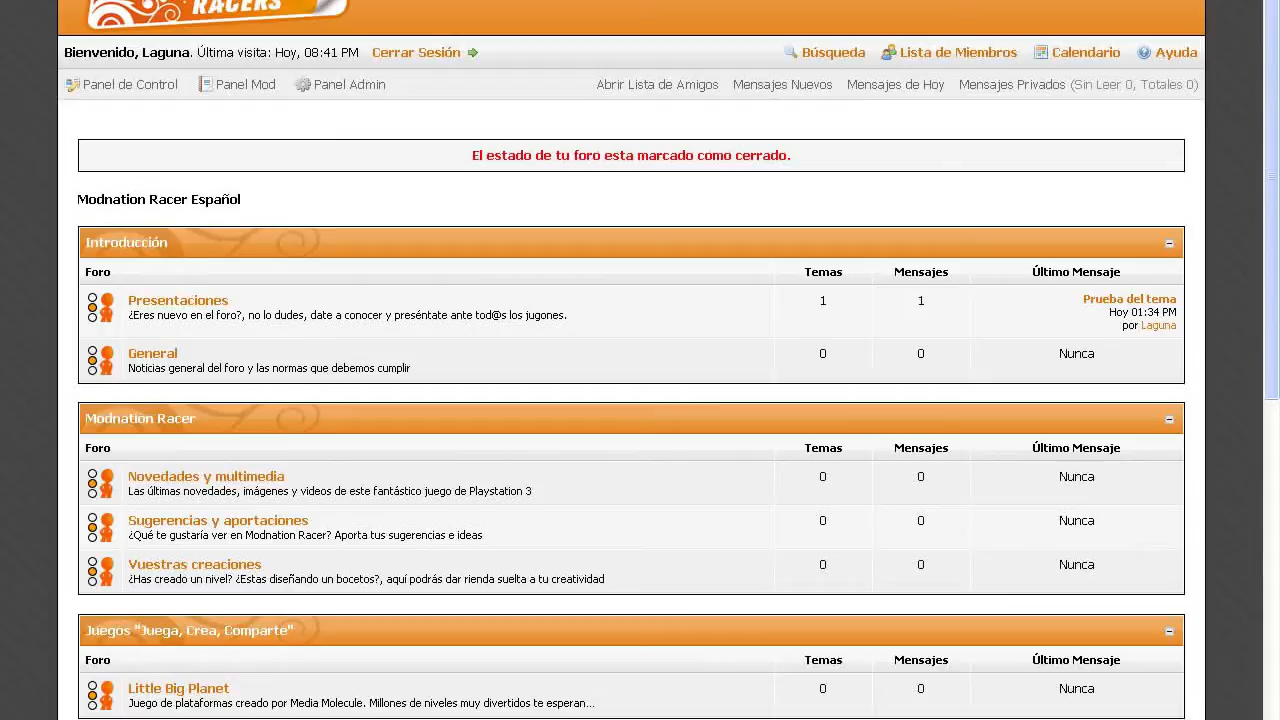 RACERS
Bienvenido, Laguna. Última visita: Hoy, 08:41 PM Cerrar Sesión Búsqueda Lista de Miembros Calendario Ayuda
Panel de Control Panel Mod Panel Admin Abrir Lista de Amigos Mensajes Nuevos Mensajes de Hoy Mensajes Privados (Sin Leer 0, Totales 0)
El estado de tu foro esta marcado como cerrado.
Modnation Racer Español
Introducción
Foro Temas Mensajes Último Mensaje
Presentaciones 1 1 Prueba del tema
¿Eres nuevo en el foro?, no lo dudes, date a conocer y preséntate ante tod@s los jugones. Hoy 01:34 PM
por Laguna
General 0 0 Nunca
Noticias general del foro y las normas que debemos cumplir
Modnation Racer
Foro Temas Mensajes Último Mensaje
Novedades y multimedia 0 0 Nunca
Las últimas novedades, imágenes y videos de este fantástico juego de Playstation 3
Sugerencias y aportaciones 0 0 Nunca
¿Qué te gustaría ver en Modnation Racer? Aporta tus sugerencias e ideas
Vuestras creaciones 0 0 Nunca
¿Has creado un nivel? ¿Estas diseñando un bocetos?, aquí podrás dar rienda suelta a tu creatividad
Juegos "Juega, Crea, Comparte"
Foro Temas Mensajes Último Mensaje
Little Big Planet 0 0 Nunca
Juego de plataformas creado por Media Molecule. Millones de niveles muy divertidos te esperan...